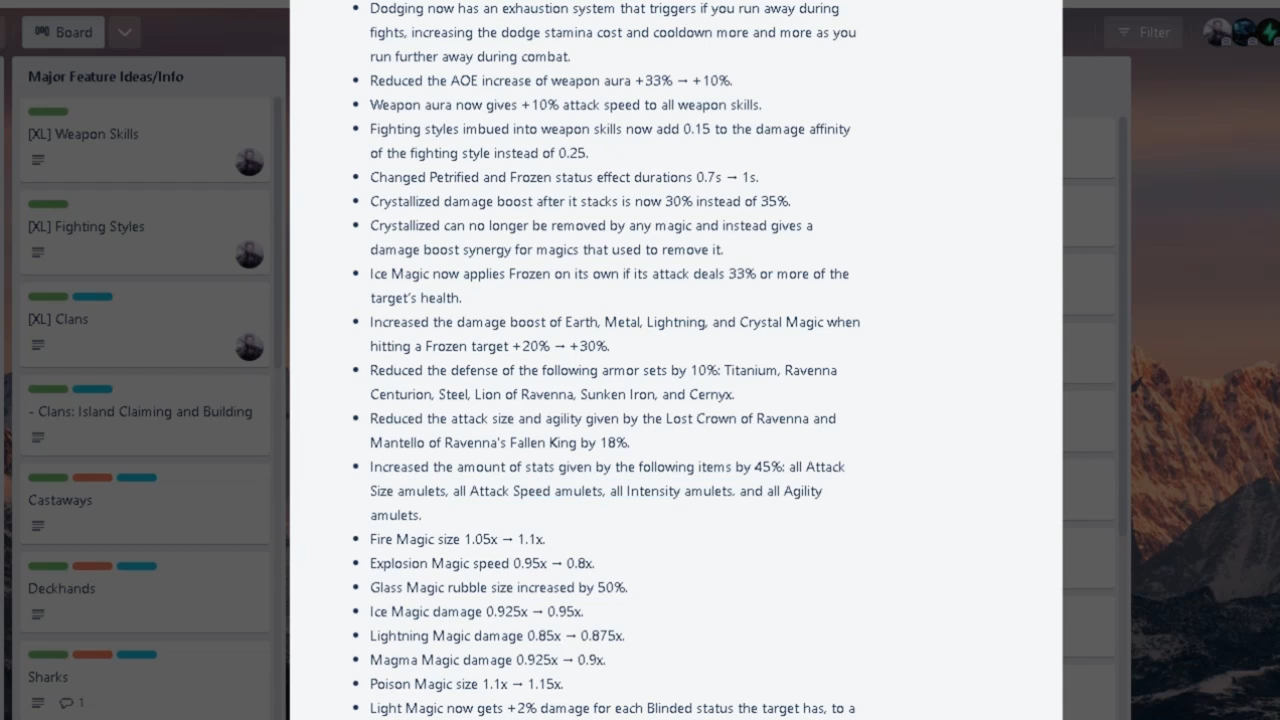 Board
Filter
Major Feature Ideas/Info
[XL] Weapon Skills
[XL] Fighting Styles
[XL] Clans
- Clans: Island Claiming and Building
Castaways
Deckhands
Sharks
1
• Dodging now has an exhaustion system that triggers if you run away during
fights, increasing the dodge stamina cost and cooldown more and more as you
run further away during combat.
• Reduced the AOE increase of weapon aura +33% → +10%.
• Weapon aura now gives +10% attack speed to all weapon skills.
• Fighting styles imbued into weapon skills now add 0.15 to the damage affinity
of the fighting style instead of 0.25.
• Changed Petrified and Frozen status effect durations 0.7s → 1s.
• Crystallized damage boost after it stacks is now 30% instead of 35%.
• Crystallized can no longer be removed by any magic and instead gives a
damage boost synergy for magics that used to remove it.
• Ice Magic now applies Frozen on its own if its attack deals 33% or more of the
target's health.
• Increased the damage boost of Earth, Metal, Lightning, and Crystal Magic when
hitting a Frozen target +20% → +30%.
• Reduced the defense of the following armor sets by 10%: Titanium, Ravenna
Centurion, Steel, Lion of Ravenna, Sunken Iron, and Cernyx.
• Reduced the attack size and agility given by the Lost Crown of Ravenna and
Mantello of Ravenna's Fallen King by 18%.
• Increased the amount of stats given by the following items by 45%: all Attack
Size amulets, all Attack Speed amulets, all Intensity amulets. and all Agility
amulets.
• Fire Magic size 1.05x → 1.1x.
• Explosion Magic speed 0.95x → 0.8x.
• Glass Magic rubble size increased by 50%.
• Ice Magic damage 0.925x → 0.95x.
• Lightning Magic damage 0.85x → 0.875x.
• Magma Magic damage 0.925x → 0.9x.
• Poison Magic size 1.1x → 1.15x.
• Light Magic now gets +2% damage for each Blinded status the target has, to a